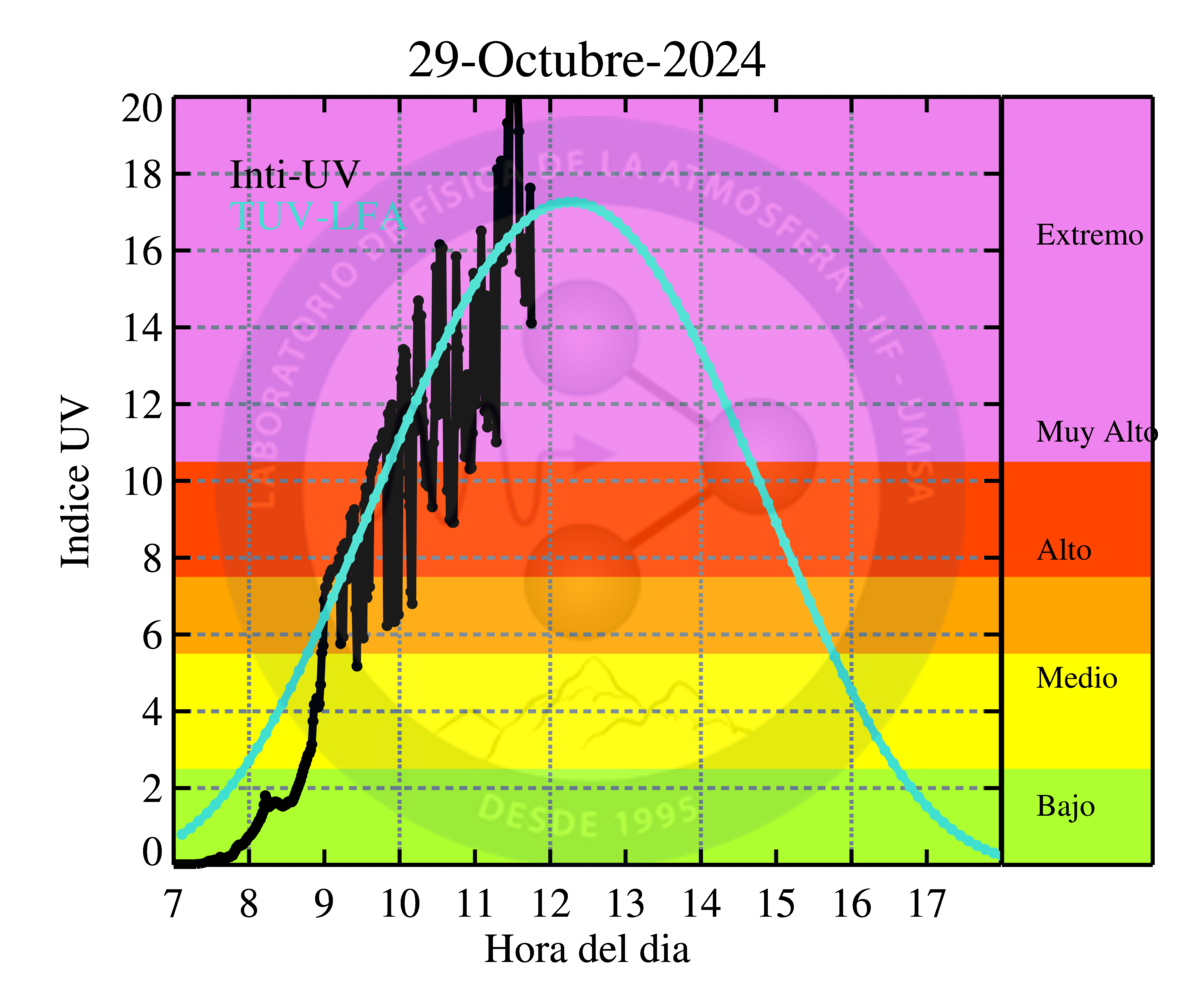 29-Octubre-2024
20
18
16
14
12
10
8
6
4
2
0
Indice UV
Inti-UV
TUV-LFA
LABORATORIO DE FÍSICA DE LA ATMÓSFERA - IIF - UMSA
DESDE 1995
Extremo
Muy Alto
Alto
Medio
Bajo
7 8 9 10 11 12 13 14 15 16 17
Hora del dia